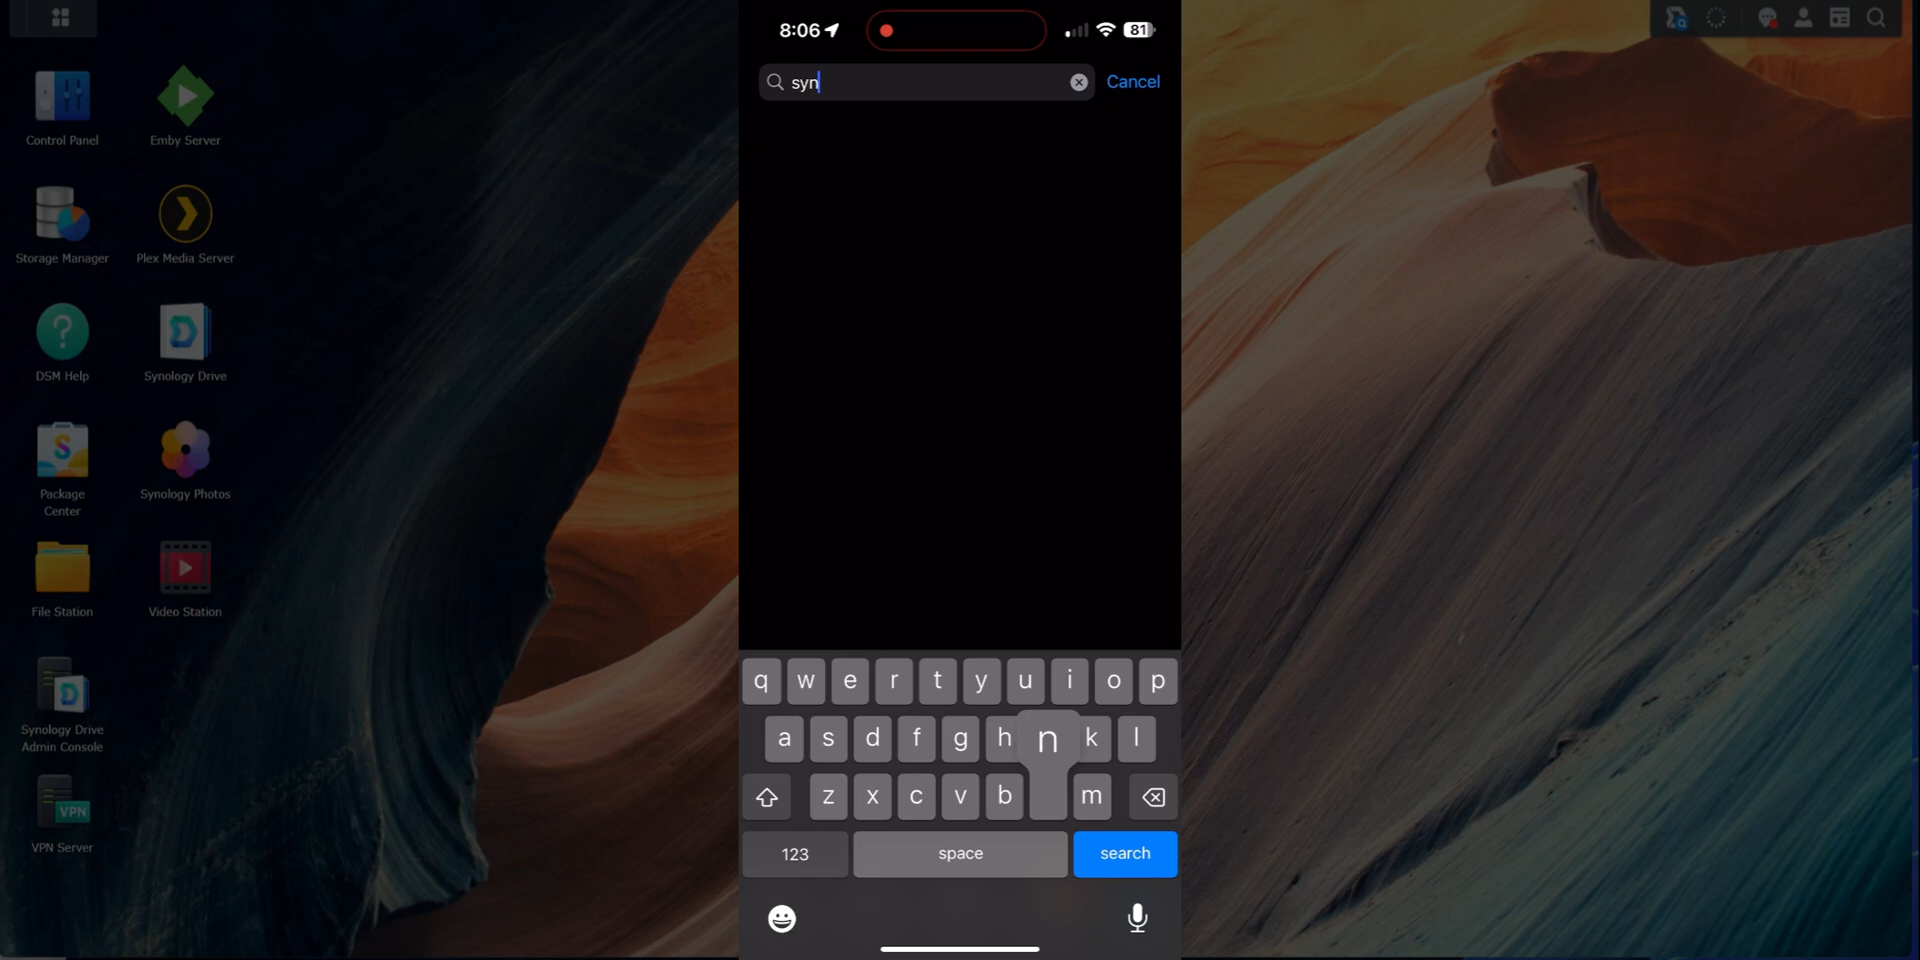 8:06
81
syn
Cancel
Control Panel
Emby Server
Storage Manager
Plex Media Server
DSM Help
Synology Drive
Package
Center
Synology Photos
File Station
Video Station
Synology Drive
Admin Console
VPN
VPN Server
q w e r t y u i o p
a s d f g h n k l
z x c v b m
123
space
search